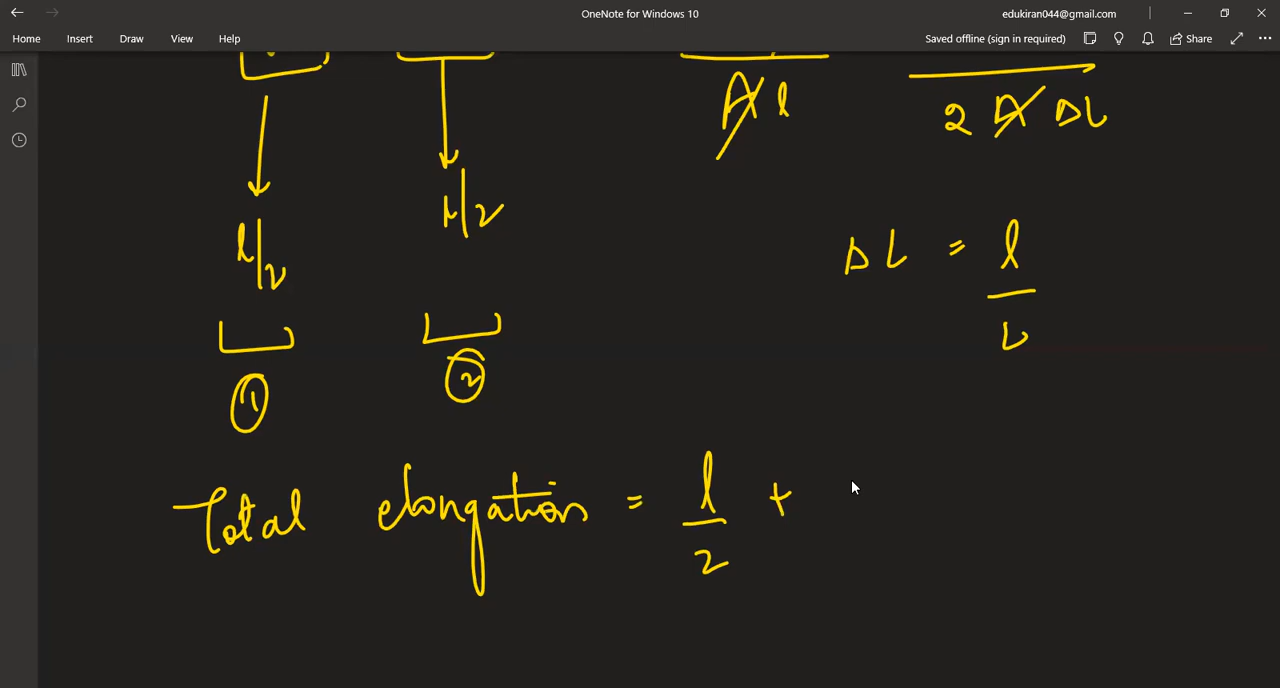 OneNote for Windows 10
edukiran044@gmail.com
Home Insert Draw View Help
Saved offline (sign in required) Share
A l
2 A ΔL
l/2
l/2
ΔL = l/2
1
2
Total elongation = l/2 +